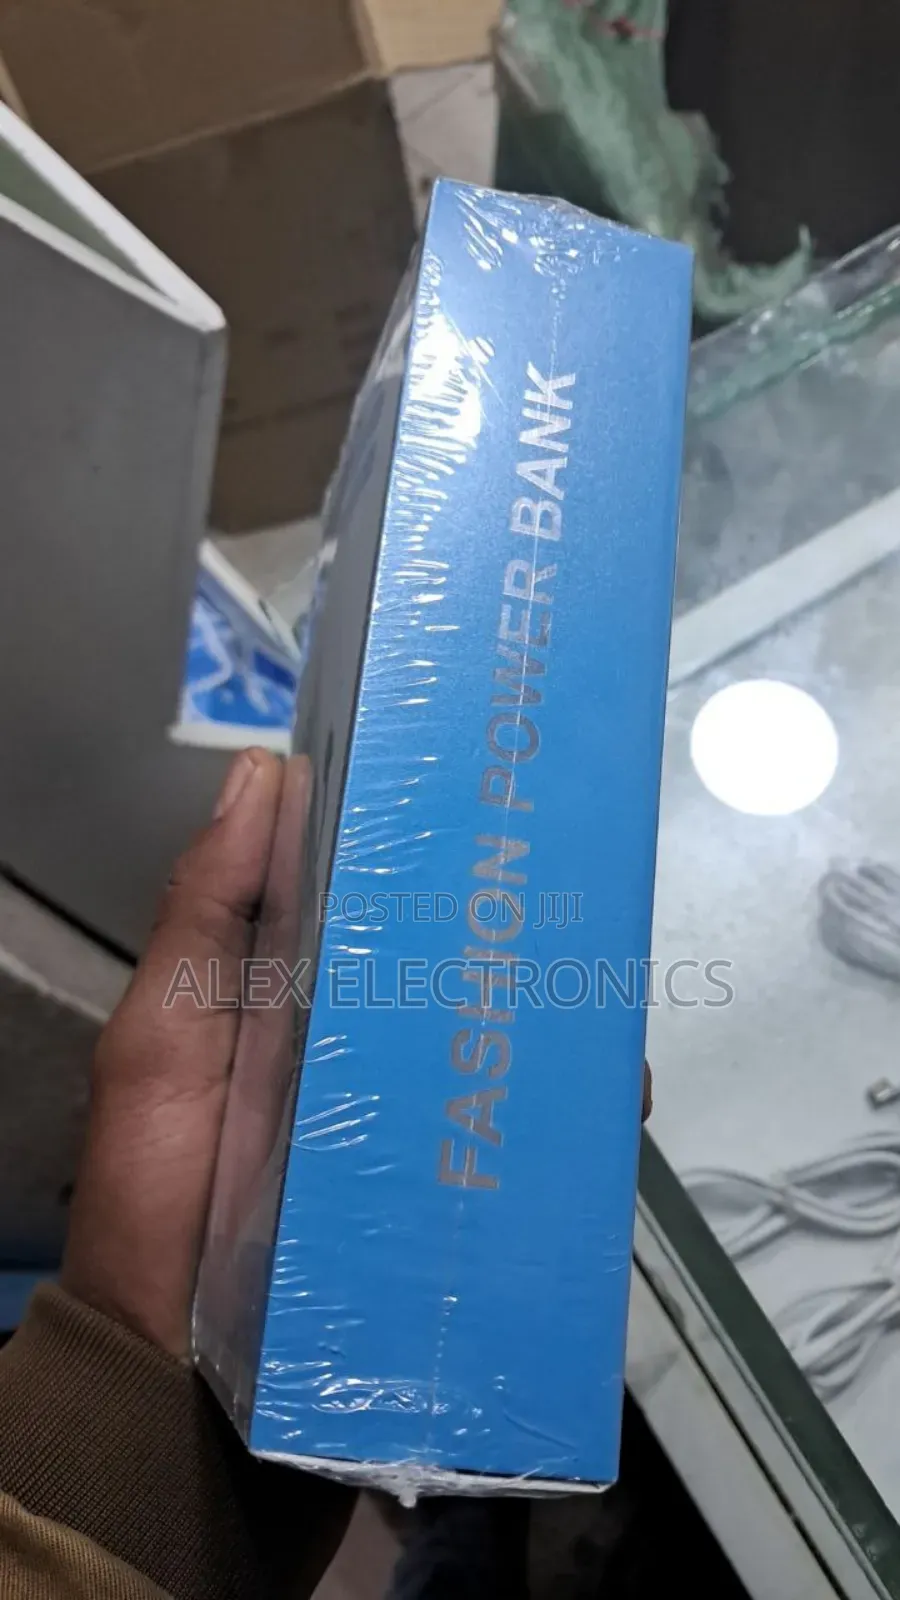 FASHION POWER BANK
POSTED ON JIJI
ALEX ELECTRONICS